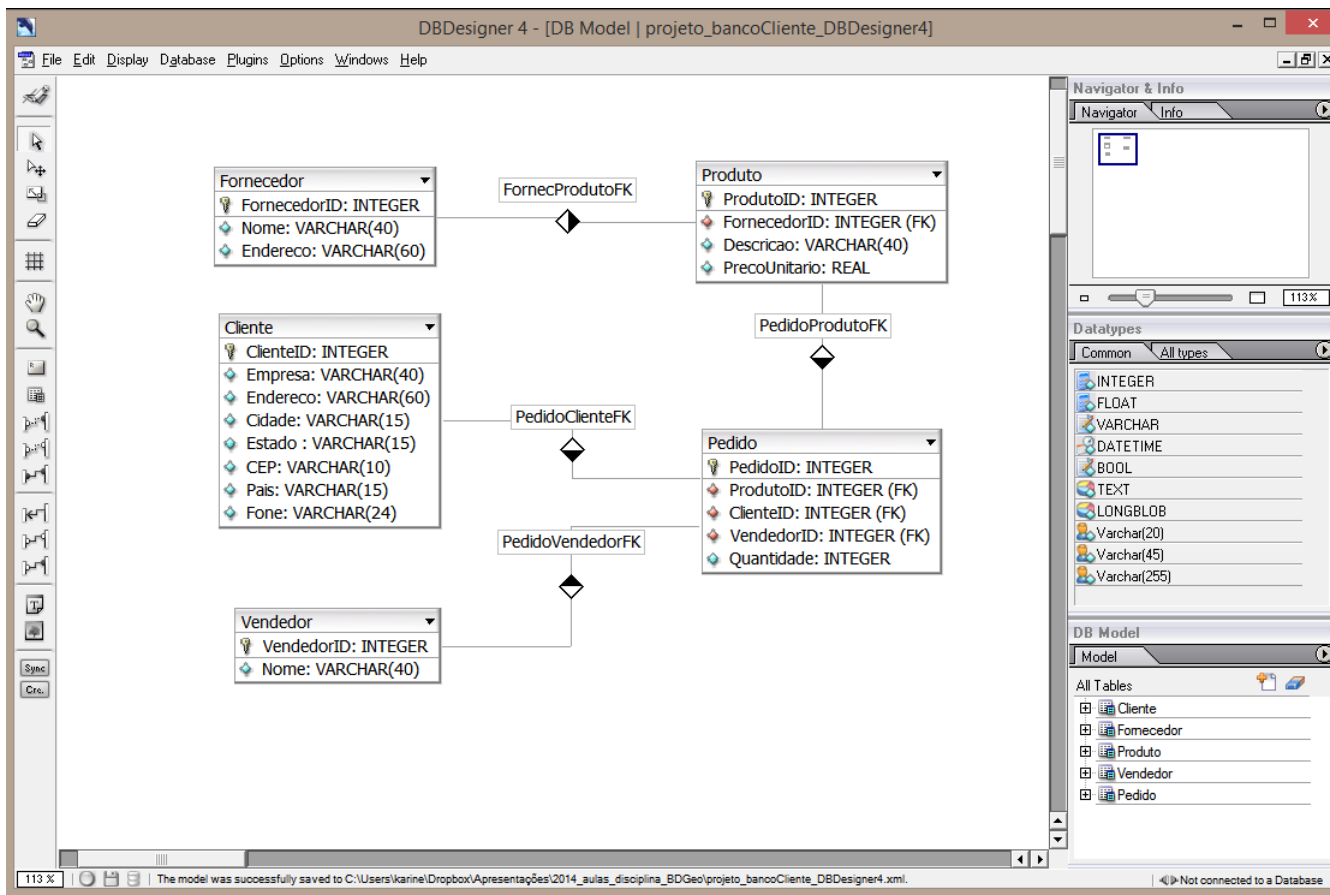 DBDesigner 4 - [DB Model | projeto_bancoCliente_DBDesigner4]
File Edit Display Database Plugins Options Windows Help
Fornecedor
FornecedorID: INTEGER
Nome: VARCHAR(40)
Endereco: VARCHAR(60)
FornecProdutoFK
Produto
ProdutoID: INTEGER
FornecedorID: INTEGER (FK)
Descricao: VARCHAR(40)
PrecoUnitario: REAL
PedidoProdutoFK
Cliente
ClienteID: INTEGER
Empresa: VARCHAR(40)
Endereco: VARCHAR(60)
Cidade: VARCHAR(15)
Estado : VARCHAR(15)
CEP: VARCHAR(10)
Pais: VARCHAR(15)
Fone: VARCHAR(24)
PedidoClienteFK
Pedido
PedidoID: INTEGER
ProdutoID: INTEGER (FK)
ClienteID: INTEGER (FK)
VendedorID: INTEGER (FK)
Quantidade: INTEGER
PedidoVendedorFK
Vendedor
VendedorID: INTEGER
Nome: VARCHAR(40)
Sync
Cre.
Navigator & Info
Navigator Info
113%
Datatypes
Common All types
INTEGER
FLOAT
VARCHAR
DATETIME
BOOL
TEXT
LONGBLOB
Varchar(20)
Varchar(45)
Varchar(255)
DB Model
Model
All Tables
Cliente
Fornecedor
Produto
Vendedor
Pedido
113 % The model was successfully saved to C:\Users\karine\Dropbox\Apresentações\2014_aulas_disciplina_BDGeo\projeto_bancoCliente_DBDesigner4.xml. Not connected to a Database